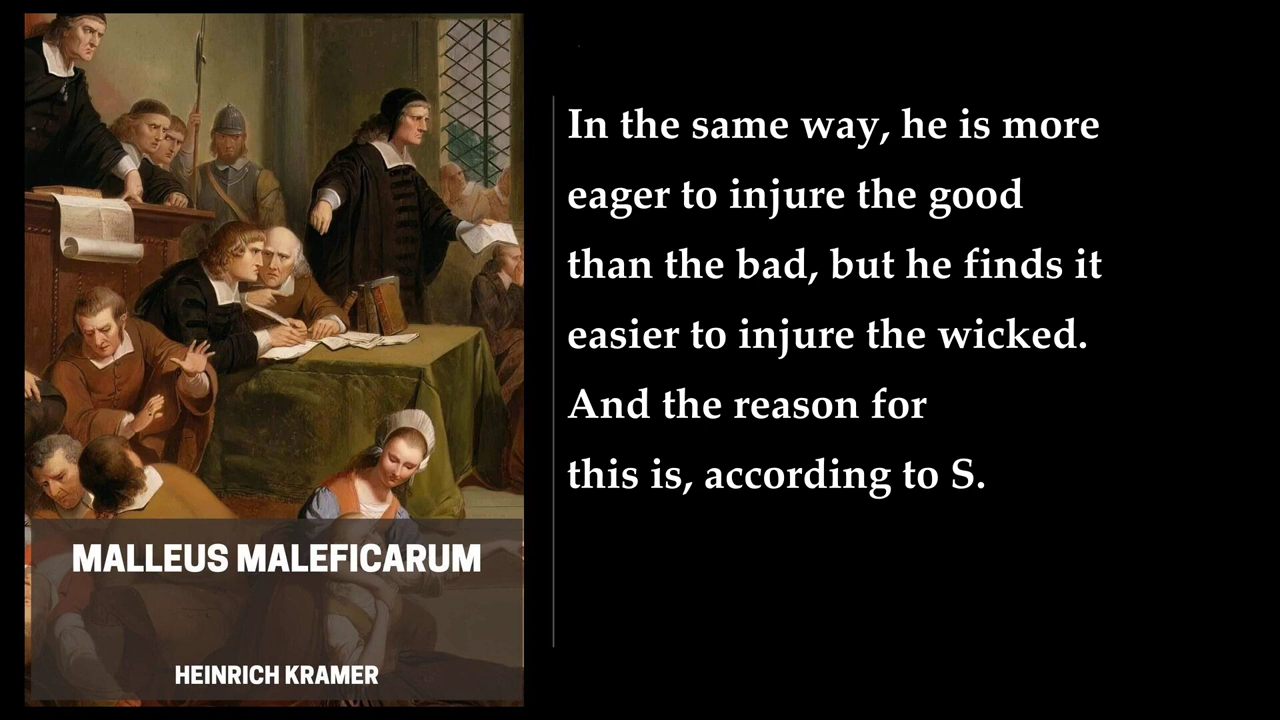 In the same way, he is more
eager to injure the good
than the bad, but he finds it
easier to injure the wicked.
And the reason for
this is, according to S.
MALLEUS MALEFICARUM
HEINRICH KRAMER